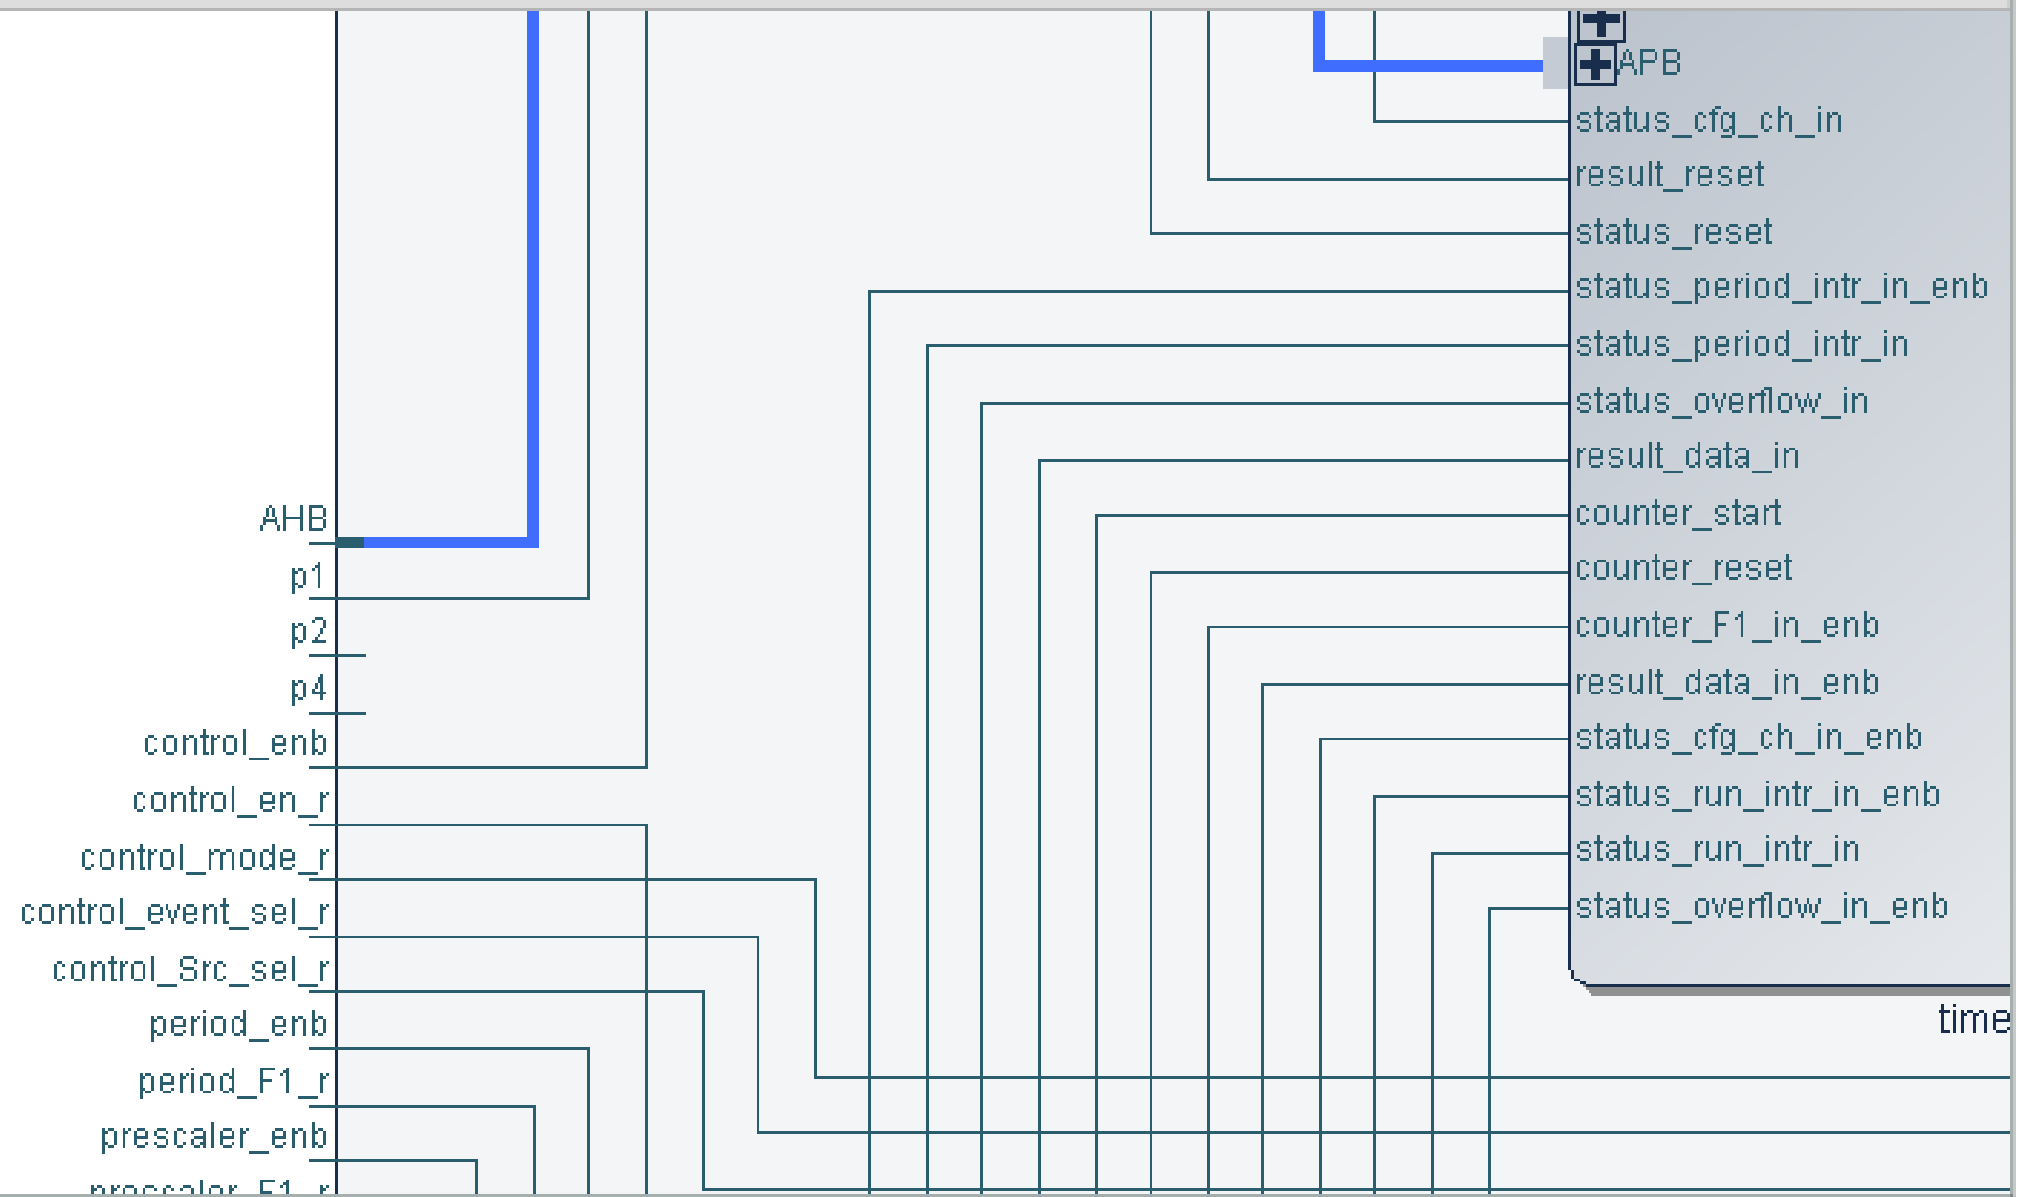 APB
status_cfg_ch_in
result_reset
status_reset
status_period_intr_in_enb
status_period_intr_in
status_overflow_in
result_data_in
counter_start
counter_reset
counter_F1_in_enb
result_data_in_enb
status_cfg_ch_in_enb
status_run_intr_in_enb
status_run_intr_in
status_overflow_in_enb
time
AHB
p1
p2
p4
control_enb
control_en_r
control_mode_r
control_event_sel_r
control_Src_sel_r
period_enb
period_F1_r
prescaler_enb
prescaler_F1_r